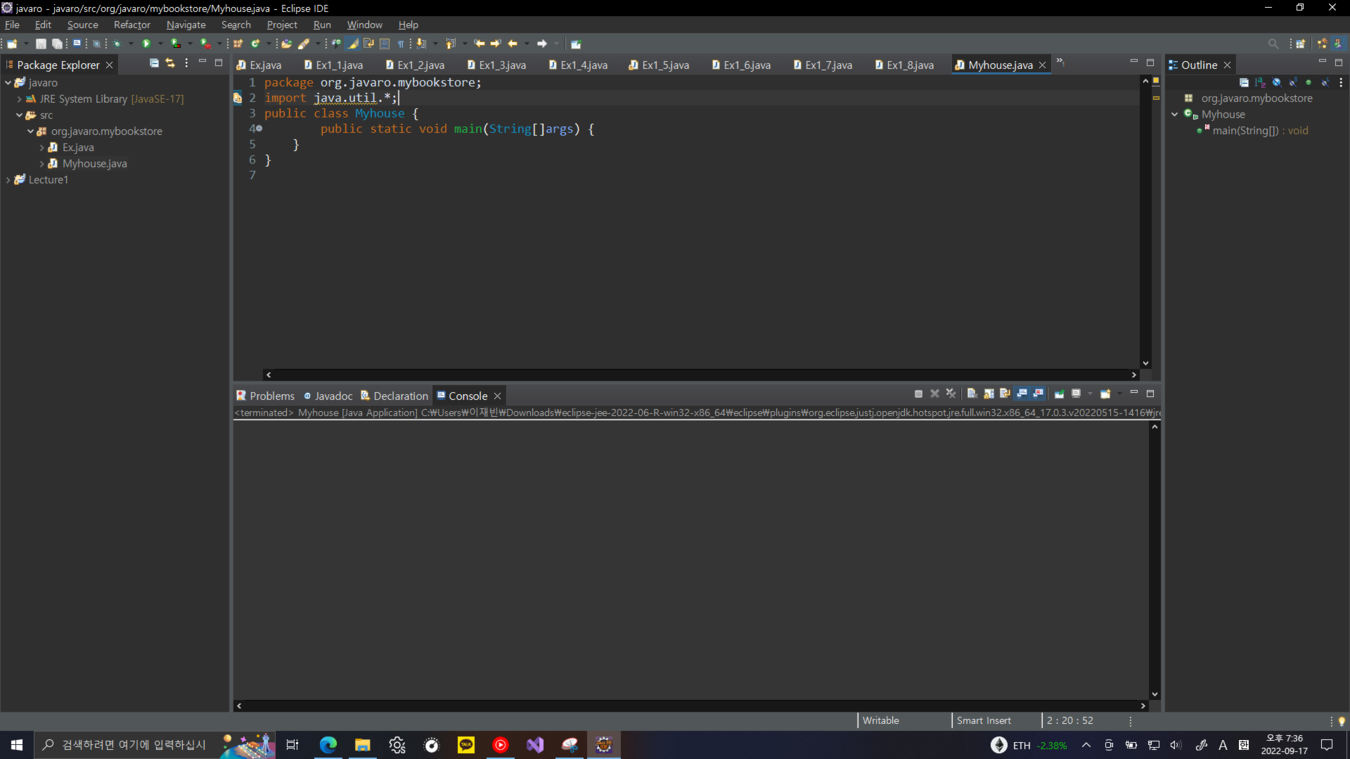 javaro - javaro/src/org/javaro/mybookstore/Myhouse.java - Eclipse IDE
File Edit Source Refactor Navigate Search Project Run Window Help
Package Explorer
javaro
JRE System Library [JavaSE-17]
src
org.javaro.mybookstore
Ex.java
Myhouse.java
Lecture1
Ex.java Ex1_1.java Ex1_2.java Ex1_3.java Ex1_4.java Ex1_5.java Ex1_6.java Ex1_7.java Ex1_8.java Myhouse.java
1 package org.javaro.mybookstore;
2 import java.util.*;
3 public class Myhouse {
4 public static void main(String[]args) {
5 }
6 }
7
Outline
org.javaro.mybookstore
Myhouse
main(String[]) : void
Problems Javadoc Declaration Console
<terminated> Myhouse [Java Application] C:₩Users₩이재빈₩Downloads₩eclipse-jee-2022-06-R-win32-x86_64₩eclipse₩plugins₩org.eclipse.justj.openjdk.hotspot.jre.full.win32.x86_64_17.0.3.v20220515-1416₩jre
Writable Smart Insert 2 : 20 : 52
검색하려면 여기에 입력하십시
TALK
ETH -2.38%
A 한
오후 7:36
2022-09-17